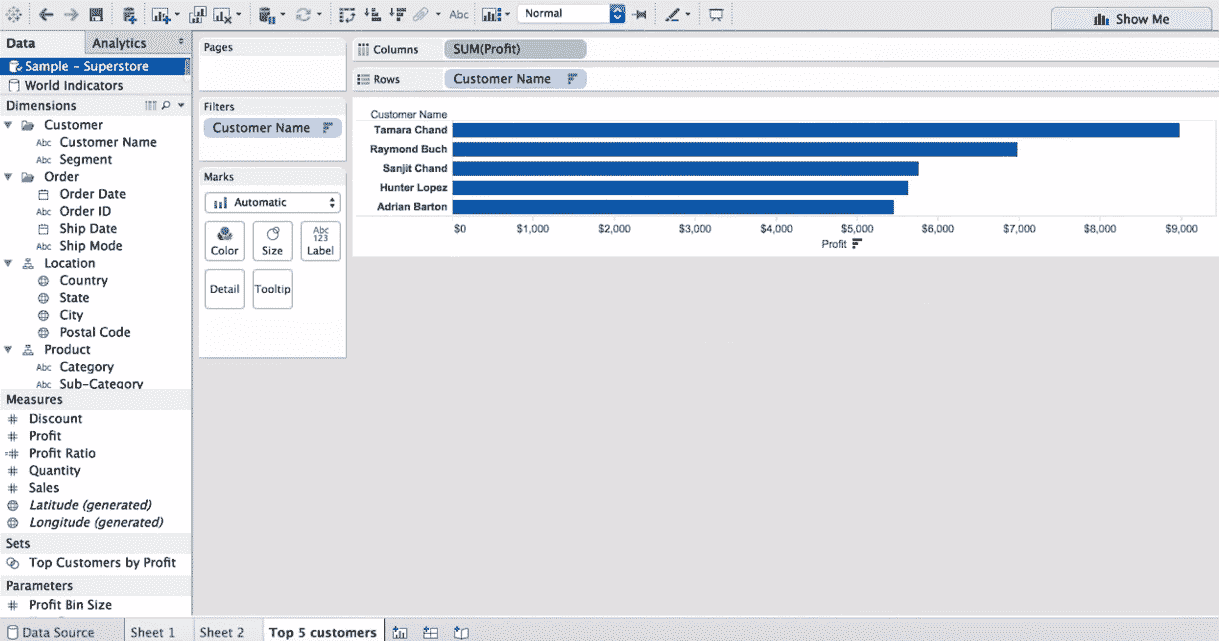 Abc
Normal
Show Me
Data
Analytics
Sample - Superstore
World Indicators
Dimensions
Customer
Abc Customer Name
Abc Segment
Order
Order Date
Abc Order ID
Ship Date
Abc Ship Mode
Location
Country
State
City
Postal Code
Product
Abc Category
Abc Sub-Category
Measures
# Discount
# Profit
=# Profit Ratio
# Quantity
# Sales
Latitude (generated)
Longitude (generated)
Sets
Top Customers by Profit
Parameters
# Profit Bin Size
Pages
Filters
Customer Name
Marks
Automatic
Color
Size
Abc
123
Label
Detail
Tooltip
Columns
SUM(Profit)
Rows
Customer Name
Customer Name
Tamara Chand
Raymond Buch
Sanjit Chand
Hunter Lopez
Adrian Barton
$0 $1,000 $2,000 $3,000 $4,000 $5,000 $6,000 $7,000 $8,000 $9,000
Profit
Data Source
Sheet 1
Sheet 2
Top 5 customers